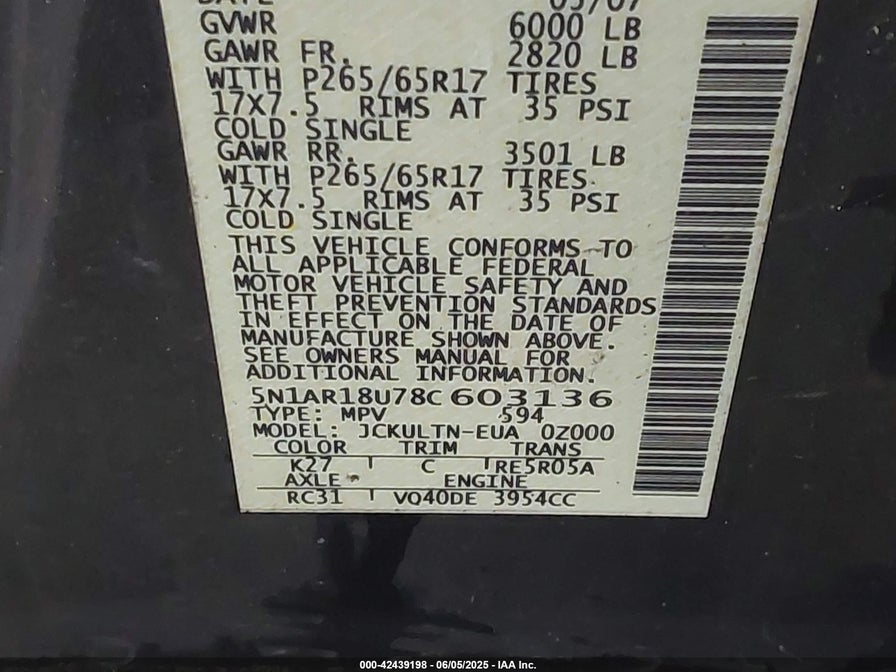 DATE 05/07
GVWR 6000 LB
GAWR FR. 2820 LB
WITH P265/65R17 TIRES
17X7.5 RIMS AT 35 PSI
COLD SINGLE
GAWR RR. 3501 LB
WITH P265/65R17 TIRES
17X7.5 RIMS AT 35 PSI
COLD SINGLE
THIS VEHICLE CONFORMS TO
ALL APPLICABLE FEDERAL
MOTOR VEHICLE SAFETY AND
THEFT PREVENTION STANDARDS
IN EFFECT ON THE DATE OF
MANUFACTURE SHOWN ABOVE.
SEE OWNERS MANUAL FOR
ADDITIONAL INFORMATION.
5N1AR18U78C603136
TYPE: MPV 594
MODEL: JCKULTN-EUA 0Z000
COLOR TRIM TRANS
K27 C RE5R05A
AXLE ENGINE
RC31 VQ40DE 3954CC
000-42439198 - 06/05/2025 - IAA Inc.